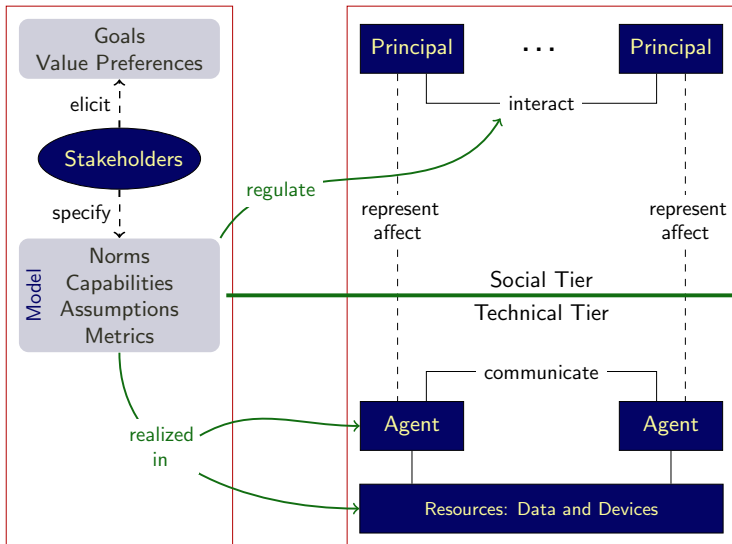 Goals
Value Preferences
elicit
Stakeholders
specify
Model
Norms
Capabilities
Assumptions
Metrics
regulate
realized
in
Principal
...
Principal
interact
represent
affect
represent
affect
Social Tier
Technical Tier
communicate
Agent
Agent
Resources: Data and Devices